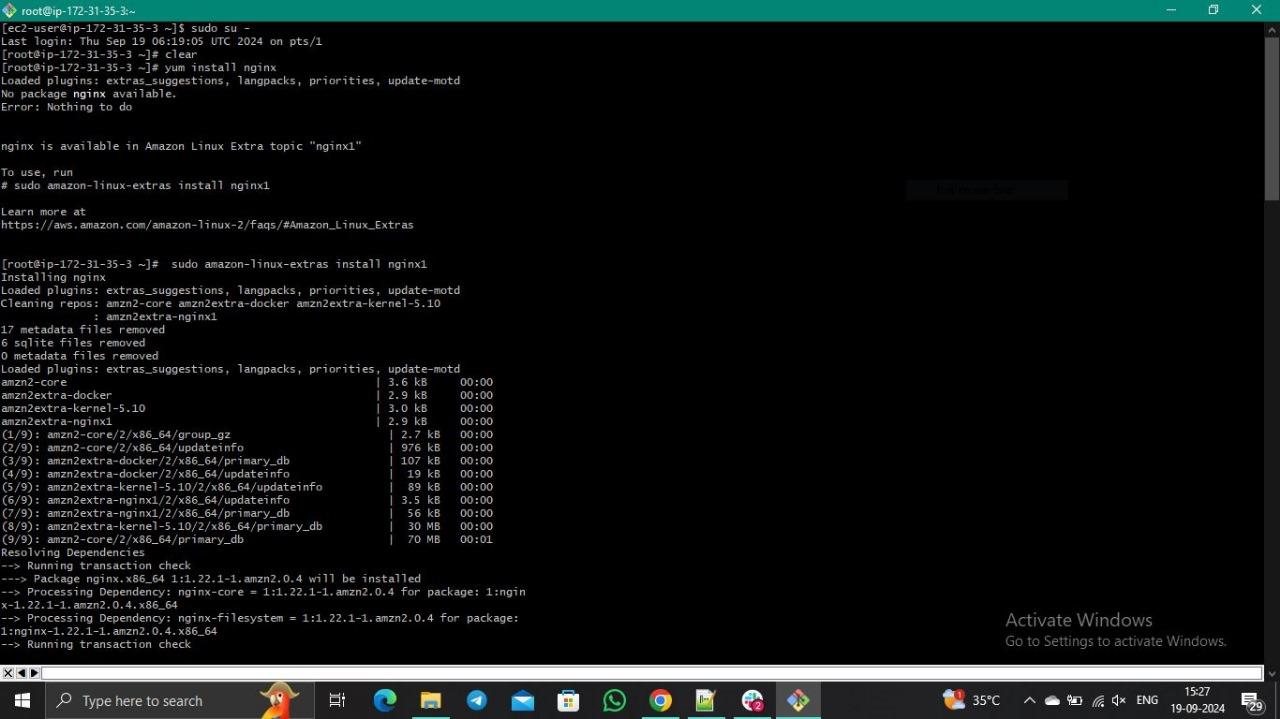 root@ip-172-31-35-3:~
[ec2-user@ip-172-31-35-3 ~]$ sudo su -
Last login: Thu Sep 19 06:19:05 UTC 2024 on pts/1
[root@ip-172-31-35-3 ~]# clear
[root@ip-172-31-35-3 ~]# yum install nginx
Loaded plugins: extras_suggestions, langpacks, priorities, update-motd
No package nginx available.
Error: Nothing to do
nginx is available in Amazon Linux Extra topic "nginx1"
To use, run
# sudo amazon-linux-extras install nginx1
Learn more at
https://aws.amazon.com/amazon-linux-2/faqs/#Amazon_Linux_Extras
[root@ip-172-31-35-3 ~]#  sudo amazon-linux-extras install nginx1
Installing nginx
Loaded plugins: extras_suggestions, langpacks, priorities, update-motd
Cleaning repos: amzn2-core amzn2extra-docker amzn2extra-kernel-5.10
: amzn2extra-nginx1
17 metadata files removed
6 sqlite files removed
0 metadata files removed
Loaded plugins: extras_suggestions, langpacks, priorities, update-motd
amzn2-core | 3.6 kB 00:00
amzn2extra-docker | 2.9 kB 00:00
amzn2extra-kernel-5.10 | 3.0 kB 00:00
amzn2extra-nginx1 | 2.9 kB 00:00
(1/9): amzn2-core/2/x86_64/group_gz | 2.7 kB 00:00
(2/9): amzn2-core/2/x86_64/updateinfo | 976 kB 00:00
(3/9): amzn2extra-docker/2/x86_64/primary_db | 107 kB 00:00
(4/9): amzn2extra-docker/2/x86_64/updateinfo | 19 kB 00:00
(5/9): amzn2extra-kernel-5.10/2/x86_64/updateinfo | 89 kB 00:00
(6/9): amzn2extra-nginx1/2/x86_64/updateinfo | 3.5 kB 00:00
(7/9): amzn2extra-nginx1/2/x86_64/primary_db | 56 kB 00:00
(8/9): amzn2extra-kernel-5.10/2/x86_64/primary_db | 30 MB 00:00
(9/9): amzn2-core/2/x86_64/primary_db | 70 MB 00:01
Resolving Dependencies
--> Running transaction check
---> Package nginx.x86_64 1:1.22.1-1.amzn2.0.4 will be installed
--> Processing Dependency: nginx-core = 1:1.22.1-1.amzn2.0.4 for package: 1:ngin
x-1.22.1-1.amzn2.0.4.x86_64
--> Processing Dependency: nginx-filesystem = 1:1.22.1-1.amzn2.0.4 for package:
1:nginx-1.22.1-1.amzn2.0.4.x86_64
--> Running transaction check
Activate Windows
Go to Settings to activate Windows.
Type here to search
2
1
35°C
ENG
15:27
19-09-2024
29